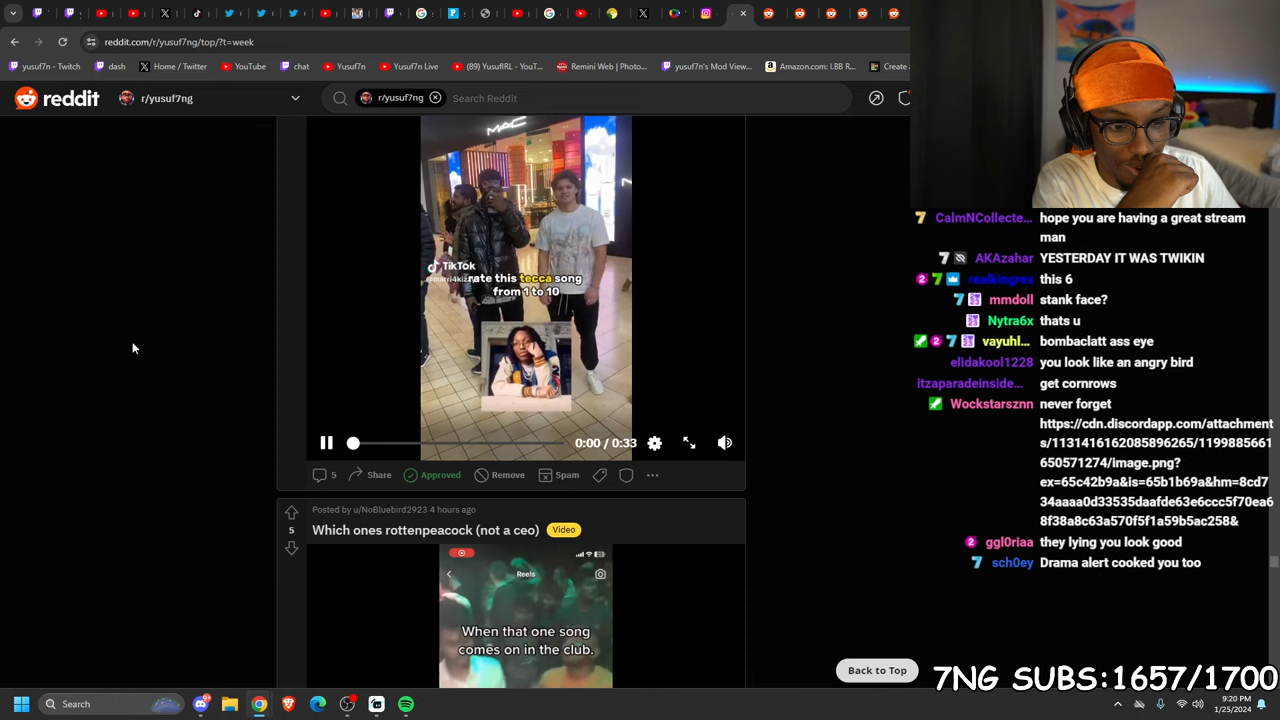 reddit.com/r/yusuf7ng/top/?t=week
yusuf7n - Twitch
dash
Home / Twitter
YouTube
chat
Yusuf7n
Yusuf7n Live
(89) YusufIRL - YouT...
Remini Web | Photo...
yusuf7n's Mod View...
Amazon.com: I.BB R...
Create a
reddit
r/yusuf7ng
r/yusuf7ng
Search Reddit
MAC
TikTok
rate this tecca song
from 1 to 10
0:00 / 0:33
5
Share
Approved
Remove
Spam
Posted by u/NoBluebird2923 4 hours ago
5
Which ones rottenpeacock (not a ceo)
Video
Reels
When that one song
comes on in the club.
Back to Top
CalmNCollecte... hope you are having a great stream
man
AKAzahar YESTERDAY IT WAS TWIKIN
realkingrex this 6
mmdoll stank face?
Nytra6x thats u
vayuhl... bombaclatt ass eye
elidakool1228 you look like an angry bird
itzaparadeinside... get cornrows
Wockstarsznn never forget
https://cdn.discordapp.com/attachment
s/1131416162085896265/1199885661
650571274/image.png?
ex=65c42b9a&is=65b1b69a&hm=8cd7
34aaaa0d33535daafde63e6ccc5f70ea6
8f38a8c63a570f5f1a59b5ac258&
ggl0riaa they lying you look good
sch0ey Drama alert cooked you too
7NG SUBS:1657/1700
Search
9:20 PM
1/25/2024